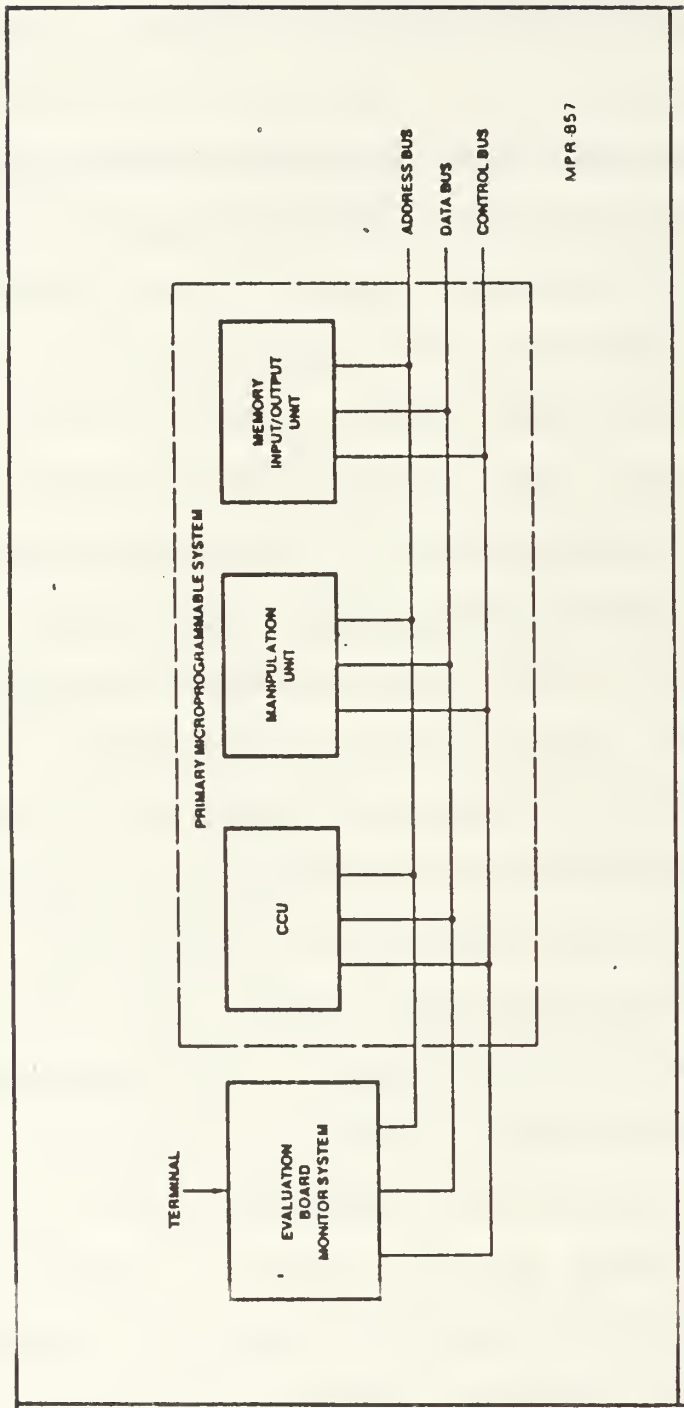 TERMINAL
EVALUATION
BOARD
MONITOR SYSTEM
PRIMARY MICROPROGRAMMABLE SYSTEM
CCU
MANIPULATION
UNIT
MEMORY
INPUT/OUTPUT
UNIT
ADDRESS BUS
DATA BUS
CONTROL BUS
MPR-857